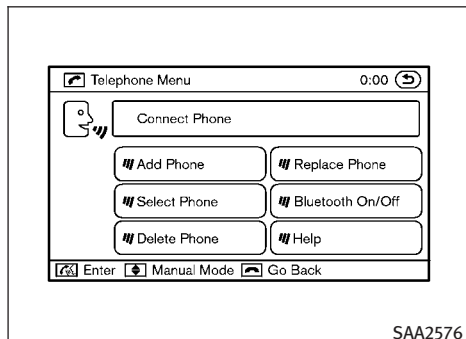 Telephone Menu 0:00
Connect Phone
Add Phone Replace Phone
Select Phone Bluetooth On/Off
Delete Phone Help
Enter Manual Mode Go Back
SAA2576